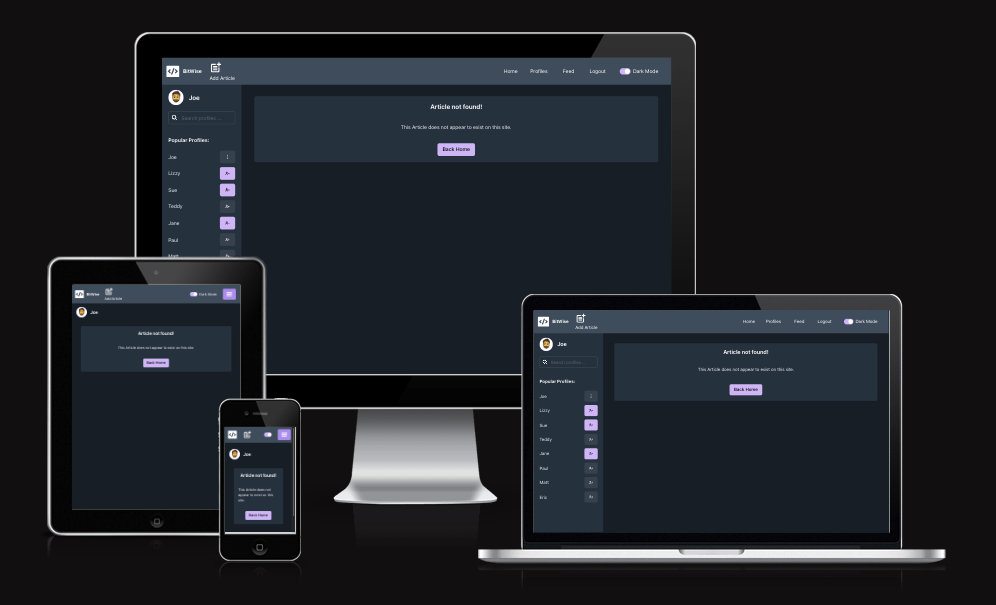 </> BitWise
Add Article
Home Profiles Feed Logout Dark Mode
Joe
Search profiles ...
Popular Profiles:
Joe
Lizzy
Sue
Teddy
Jane
Paul
Matt
Article not found!
This Article does not appear to exist on this site.
Back Home
</> BitWise
Add Article
Dark Mode
Joe
Article not found!
This Article does not appear to exist on this site.
Back Home
</>
Joe
Article not found!
This Article does not
appear to exist on this
site.
Back Home
</> BitWise
Add Article
Home Profiles Feed Logout Dark Mode
Joe
Search profiles...
Popular Profiles:
Joe
Lizzy
Sue
Teddy
Jane
Paul
Matt
Eric
Article not found!
This Article does not appear to exist on this site.
Back Home